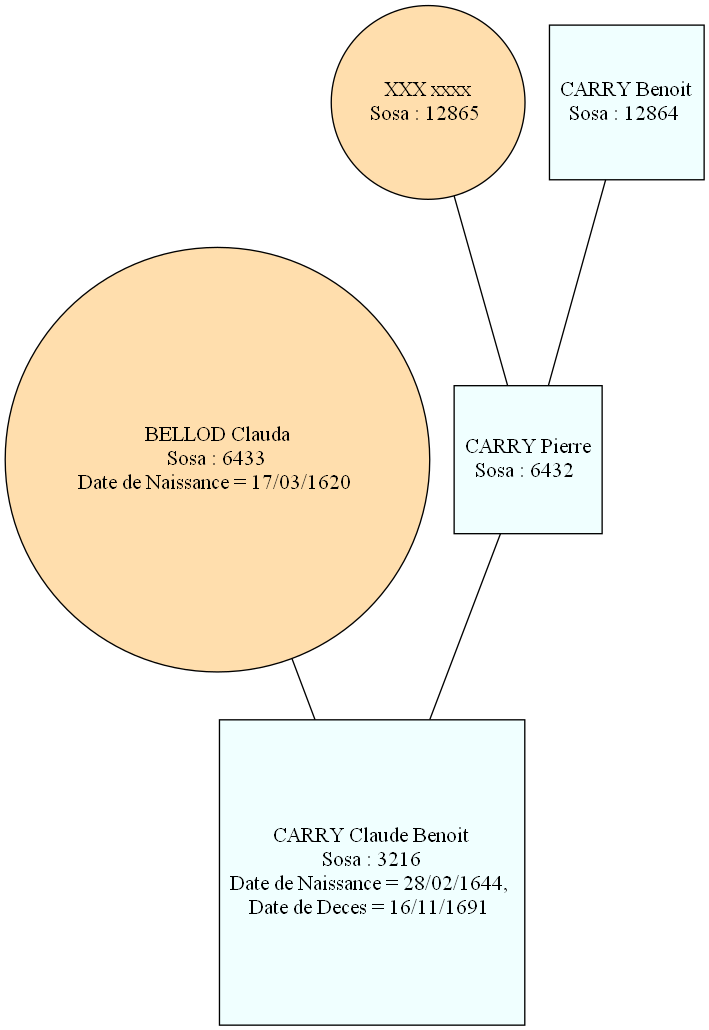 XXX xxxx
Sosa : 12865
CARRY Benoit
Sosa : 12864
BELLOD Clauda
Sosa : 6433
Date de Naissance = 17/03/1620
CARRY Pierre
Sosa : 6432
CARRY Claude Benoit
Sosa : 3216
Date de Naissance = 28/02/1644,
Date de Deces = 16/11/1691